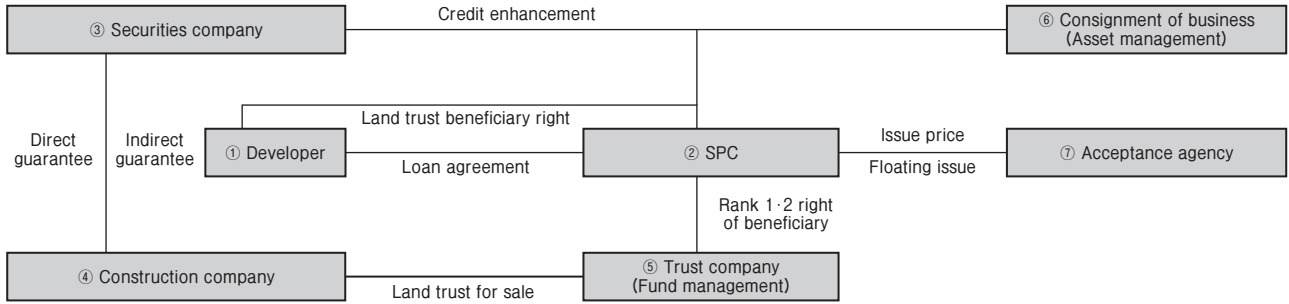 Credit enhancement
③ Securities company
⑥ Consignment of business
(Asset management)
Land trust beneficiary right
Direct
guarantee
Indirect
guarantee
① Developer
Loan agreement
② SPC
Issue price
Floating issue
⑦ Acceptance agency
Rank 1·2 right
of beneficiary
④ Construction company
Land trust for sale
⑤ Trust company
(Fund management)